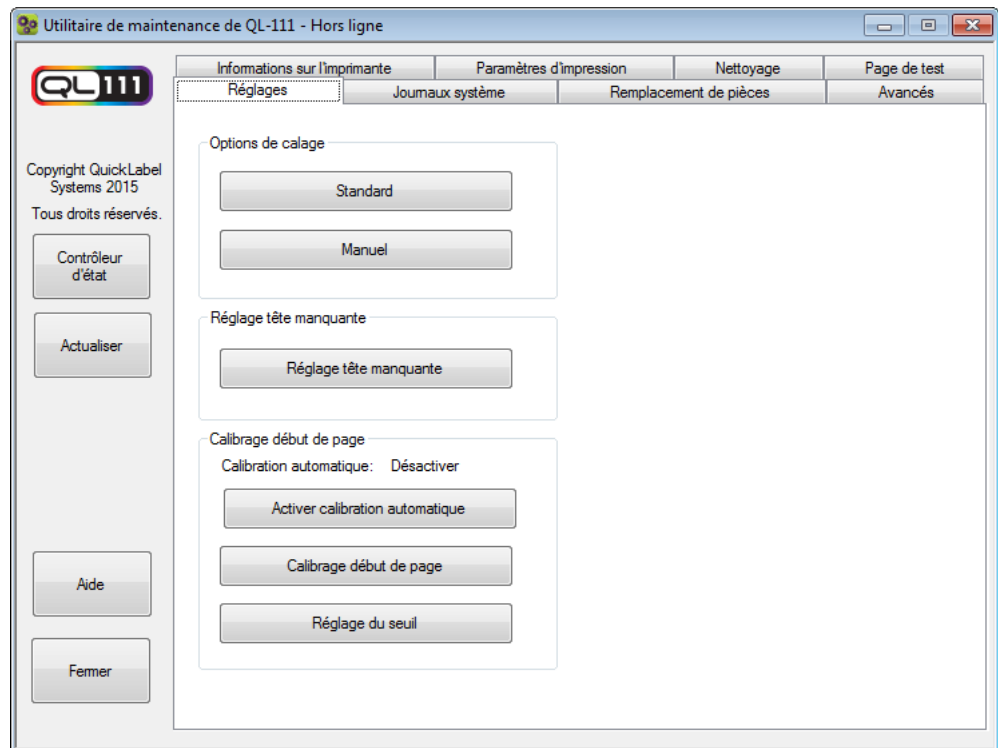 Utilitaire de maintenance de QL-111 - Hors ligne
QL111
Informations sur l'imprimante
Paramètres d'impression
Nettoyage
Page de test
Réglages
Journaux système
Remplacement de pièces
Avancés
Copyright QuickLabel
Systems 2015
Tous droits réservés.
Contrôleur
d'état
Actualiser
Aide
Fermer
Options de calage
Standard
Manuel
Réglage tête manquante
Réglage tête manquante
Calibrage début de page
Calibration automatique: Désactiver
Activer calibration automatique
Calibrage début de page
Réglage du seuil